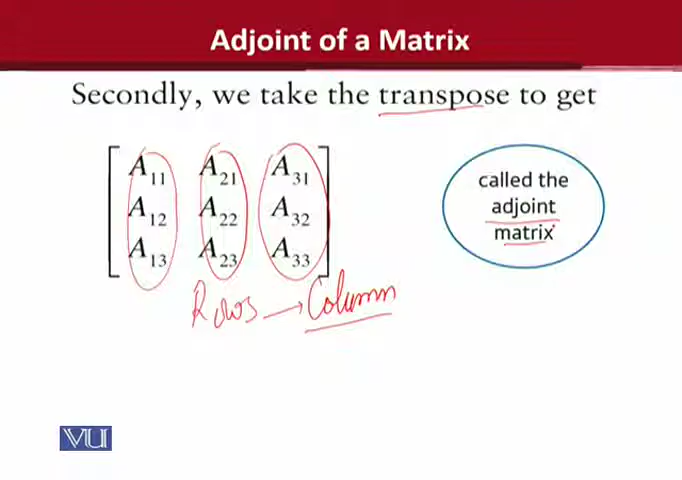 Adjoint of a Matrix
Secondly, we take the transpose to get
A11 A21 A31
A12 A22 A32
A13 A23 A33
called the
adjoint
matrix
Rows → Column
VU